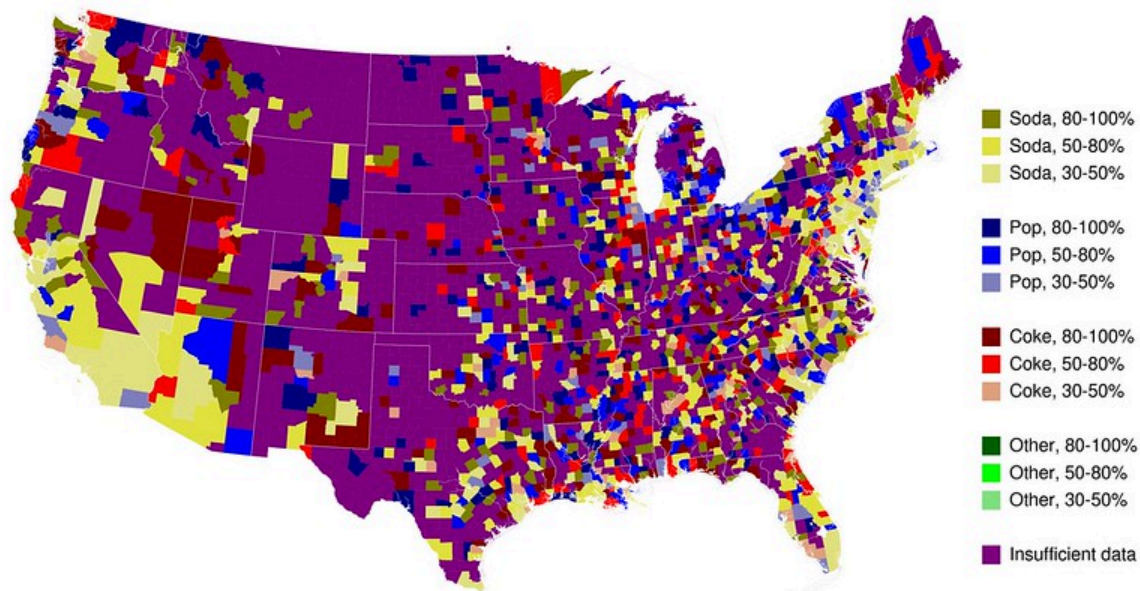 Soda, 80-100%
Soda, 50-80%
Soda, 30-50%
Pop, 80-100%
Pop, 50-80%
Pop, 30-50%
Coke, 80-100%
Coke, 50-80%
Coke, 30-50%
Other, 80-100%
Other, 50-80%
Other, 30-50%
Insufficient data